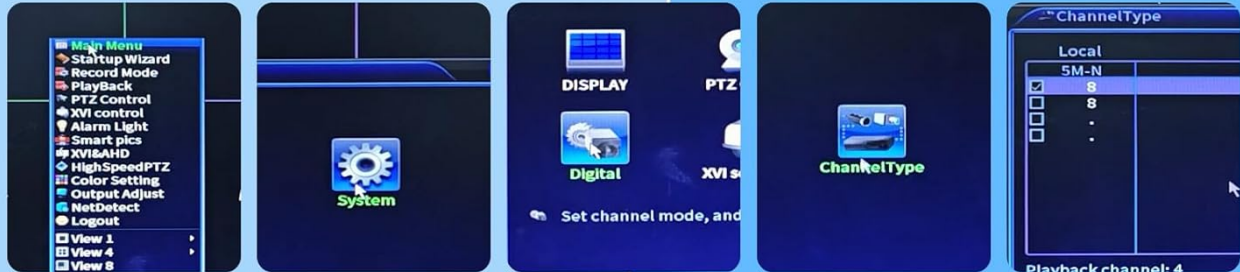 Main Menu
Startup Wizard
Record Mode
PlayBack
PTZ Control
XVI control
Alarm Light
Smart pics
XVI&AHD
HighSpeedPTZ
Color Setting
Output Adjust
NetDetect
Logout
View 1
View 4
View 8
System
DISPLAY
PTZ
Digital
XVI
Set channel mode, and
ChannelType
ChannelType
Local
5M-N
8
8
-
-
Playback channel: 4